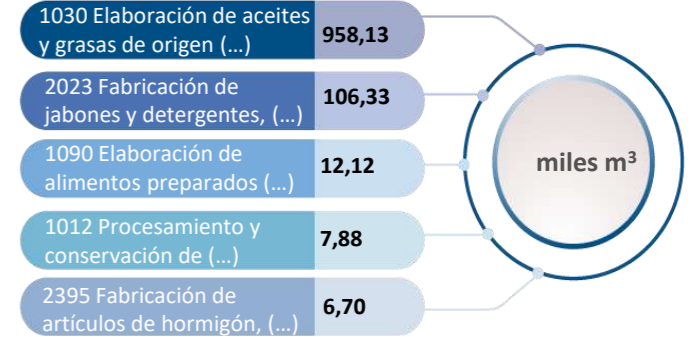 1030 Elaboración de aceites
y grasas de origen (...)
958,13
2023 Fabricación de
jabones y detergentes, (...)
106,33
1090 Elaboración de
alimentos preparados (...)
12,12
1012 Procesamiento y
conservación de (...)
7,88
2395 Fabricación de
artículos de hormigón, (...)
6,70
miles m³